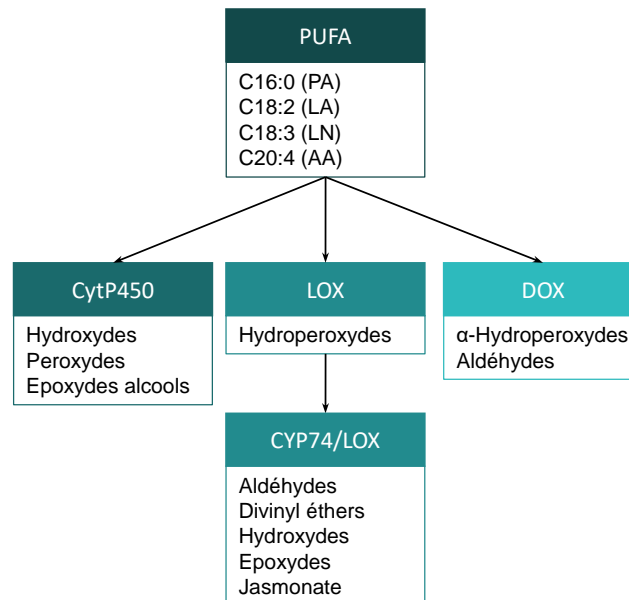 PUFA
C16:0 (PA)
C18:2 (LA)
C18:3 (LN)
C20:4 (AA)
CytP450
Hydroxydes
Peroxydes
Epoxydes alcools
LOX
Hydroperoxydes
DOX
α-Hydroperoxydes
Aldéhydes
CYP74/LOX
Aldéhydes
Divinyl éthers
Hydroxydes
Epoxydes
Jasmonate